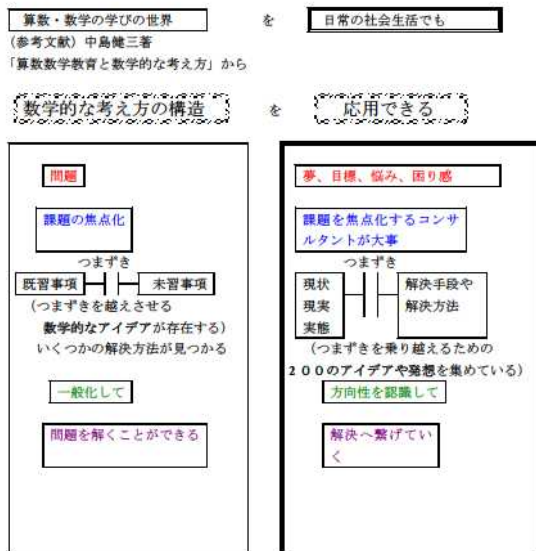 算数・数学の学びの世界 を 日常の社会生活でも
(参考文献) 中島健三著
「算数数学教育と数学的な考え方」から
数学的な考え方の構造 を 応用できる
問題
課題の焦点化
つまずき
既習事項 未習事項
(つまずきを越えさせる
数学的なアイデアが存在する)
いくつかの解決方法が見つかる
一般化して
問題を解くことができる
夢、目標、悩み、困り感
課題を焦点化するコンサ
ルタントが大事
つまずき
現状 解決手段や
現実 解決方法
実態
(つまずきを乗り越えるための
200のアイデアや発想を集めている)
方向性を認識して
解決へ繋げてい
く